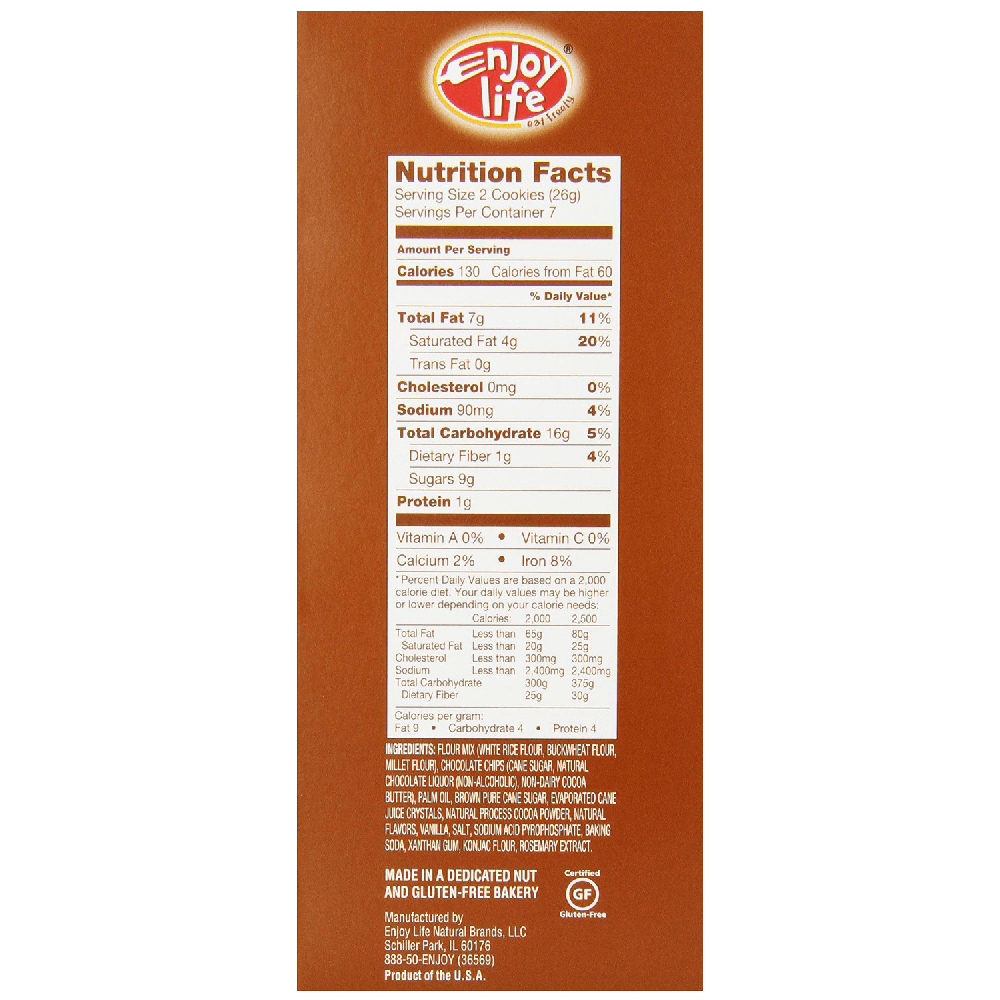 Enjoy
life
eat freely
®
Nutrition Facts
Serving Size 2 Cookies (26g)
Servings Per Container 7
Amount Per Serving
Calories 130 Calories from Fat 60
% Daily Value*
Total Fat 7g 11%
Saturated Fat 4g 20%
Trans Fat 0g
Cholesterol 0mg 0%
Sodium 90mg 4%
Total Carbohydrate 16g 5%
Dietary Fiber 1g 4%
Sugars 9g
Protein 1g
Vitamin A 0% • Vitamin C 0%
Calcium 2% • Iron 8%
*Percent Daily Values are based on a 2,000
calorie diet. Your daily values may be higher
or lower depending on your calorie needs:
Calories: 2,000 2,500
Total Fat Less than 65g 80g
Saturated Fat Less than 20g 25g
Cholesterol Less than 300mg 300mg
Sodium Less than 2,400mg 2,400mg
Total Carbohydrate 300g 375g
Dietary Fiber 25g 30g
Calories per gram:
Fat 9 • Carbohydrate 4 • Protein 4
INGREDIENTS: FLOUR MIX (WHITE RICE FLOUR, BUCKWHEAT FLOUR,
MILLET FLOUR), CHOCOLATE CHIPS (CANE SUGAR, NATURAL
CHOCOLATE LIQUOR (NON-ALCOHOLIC), NON-DAIRY COCOA
BUTTER), PALM OIL, BROWN PURE CANE SUGAR, EVAPORATED CANE
JUICE CRYSTALS, NATURAL PROCESS COCOA POWDER, NATURAL
FLAVORS, VANILLA, SALT, SODIUM ACID PYROPHOSPHATE, BAKING
SODA, XANTHAN GUM, KONJAC FLOUR, ROSEMARY EXTRACT.
MADE IN A DEDICATED NUT
AND GLUTEN-FREE BAKERY
Certified
GF
Gluten-Free
Manufactured by
Enjoy Life Natural Brands, LLC
Schiller Park, IL 60176
888-50-ENJOY (36569)
Product of the U.S.A.